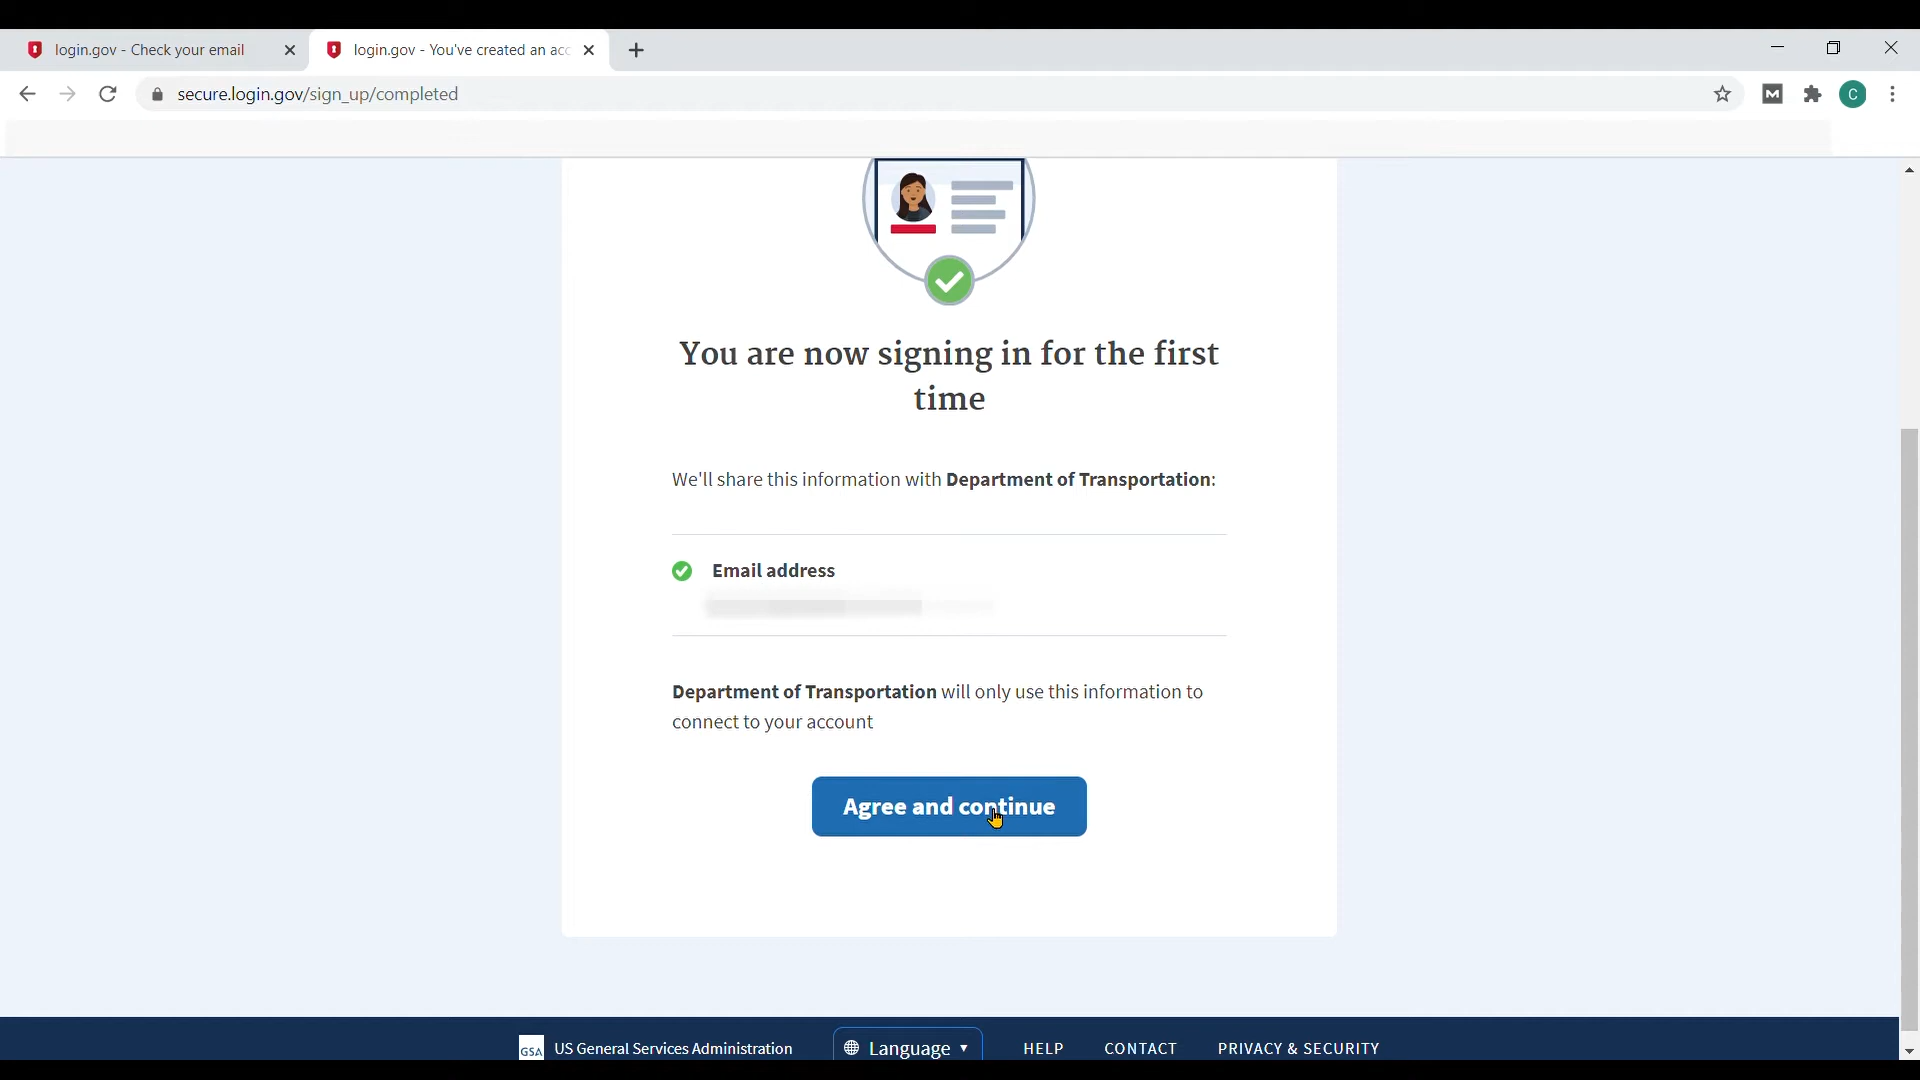 login.gov - Check your email
login.gov - You've created an acc
secure.login.gov/sign_up/completed
M
C
You are now signing in for the first
time
We'll share this information with Department of Transportation:
Email address
Department of Transportation will only use this information to
connect to your account
Agree and continue
GSA US General Services Administration Language HELP CONTACT PRIVACY & SECURITY